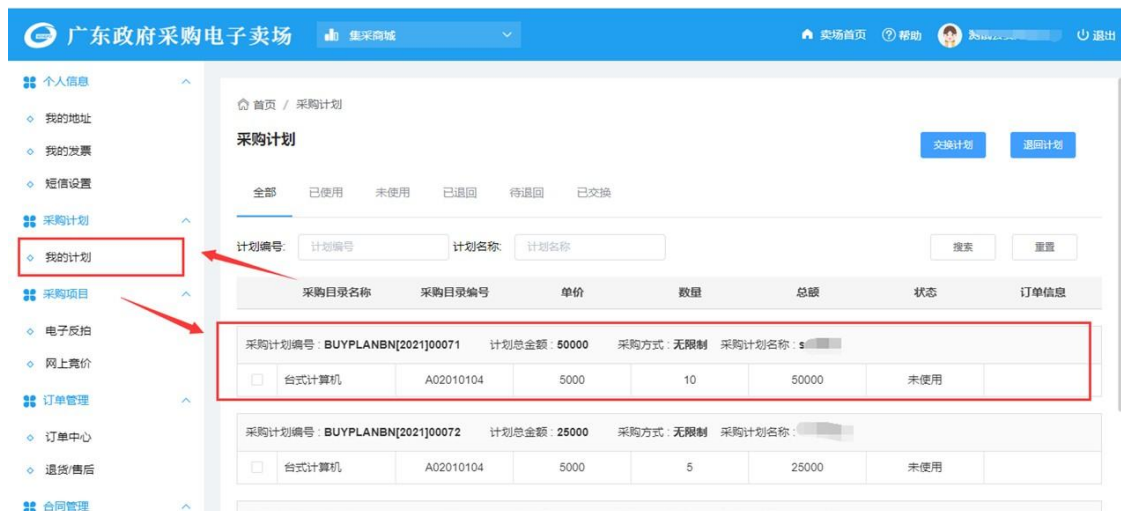 广东政府采购电子卖场
集采商城
卖场首页 帮助 退出
个人信息
我的地址
我的发票
短信设置
采购计划
我的计划
采购项目
电子反拍
网上竞价
订单管理
订单中心
退货/售后
合同管理
首页 / 采购计划
采购计划
交换计划 退回计划
全部 已使用 未使用 已退回 待退回 已交换
计划编号: 计划编号 计划名称: 计划名称 搜索 重置
采购目录名称 采购目录编号 单价 数量 总额 状态 订单信息
采购计划编号 : BUYPLANBN[2021]00071 计划总金额 : 50000 采购方式 : 无限制 采购计划名称 : s
台式计算机 A02010104 5000 10 50000 未使用
采购计划编号 : BUYPLANBN[2021]00072 计划总金额 : 25000 采购方式 : 无限制 采购计划名称 :
台式计算机 A02010104 5000 5 25000 未使用